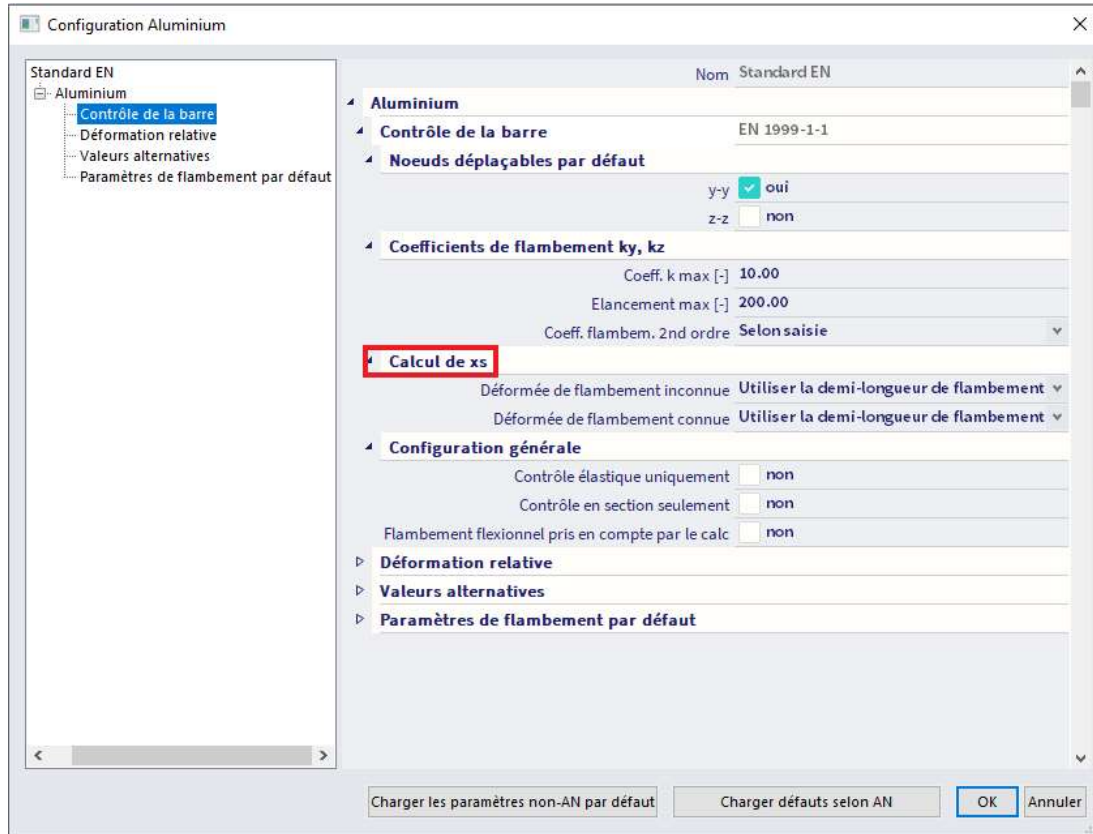 Configuration Aluminium
Standard EN
Aluminium
Contrôle de la barre
Déformation relative
Valeurs alternatives
Paramètres de flambement par défaut
Nom Standard EN
Aluminium
Contrôle de la barre EN 1999-1-1
Noeuds déplaçables par défaut
y-y oui
z-z non
Coefficients de flambement ky, kz
Coeff. k max [-] 10.00
Elancement max [-] 200.00
Coeff. flambem. 2nd ordre Selon saisie
Calcul de xs
Déformée de flambement inconnue Utiliser la demi-longueur de flambement
Déformée de flambement connue Utiliser la demi-longueur de flambement
Configuration générale
Contrôle élastique uniquement non
Contrôle en section seulement non
Flambement flexionnel pris en compte par le calc non
Déformation relative
Valeurs alternatives
Paramètres de flambement par défaut
Charger les paramètres non-AN par défaut Charger défauts selon AN OK Annuler